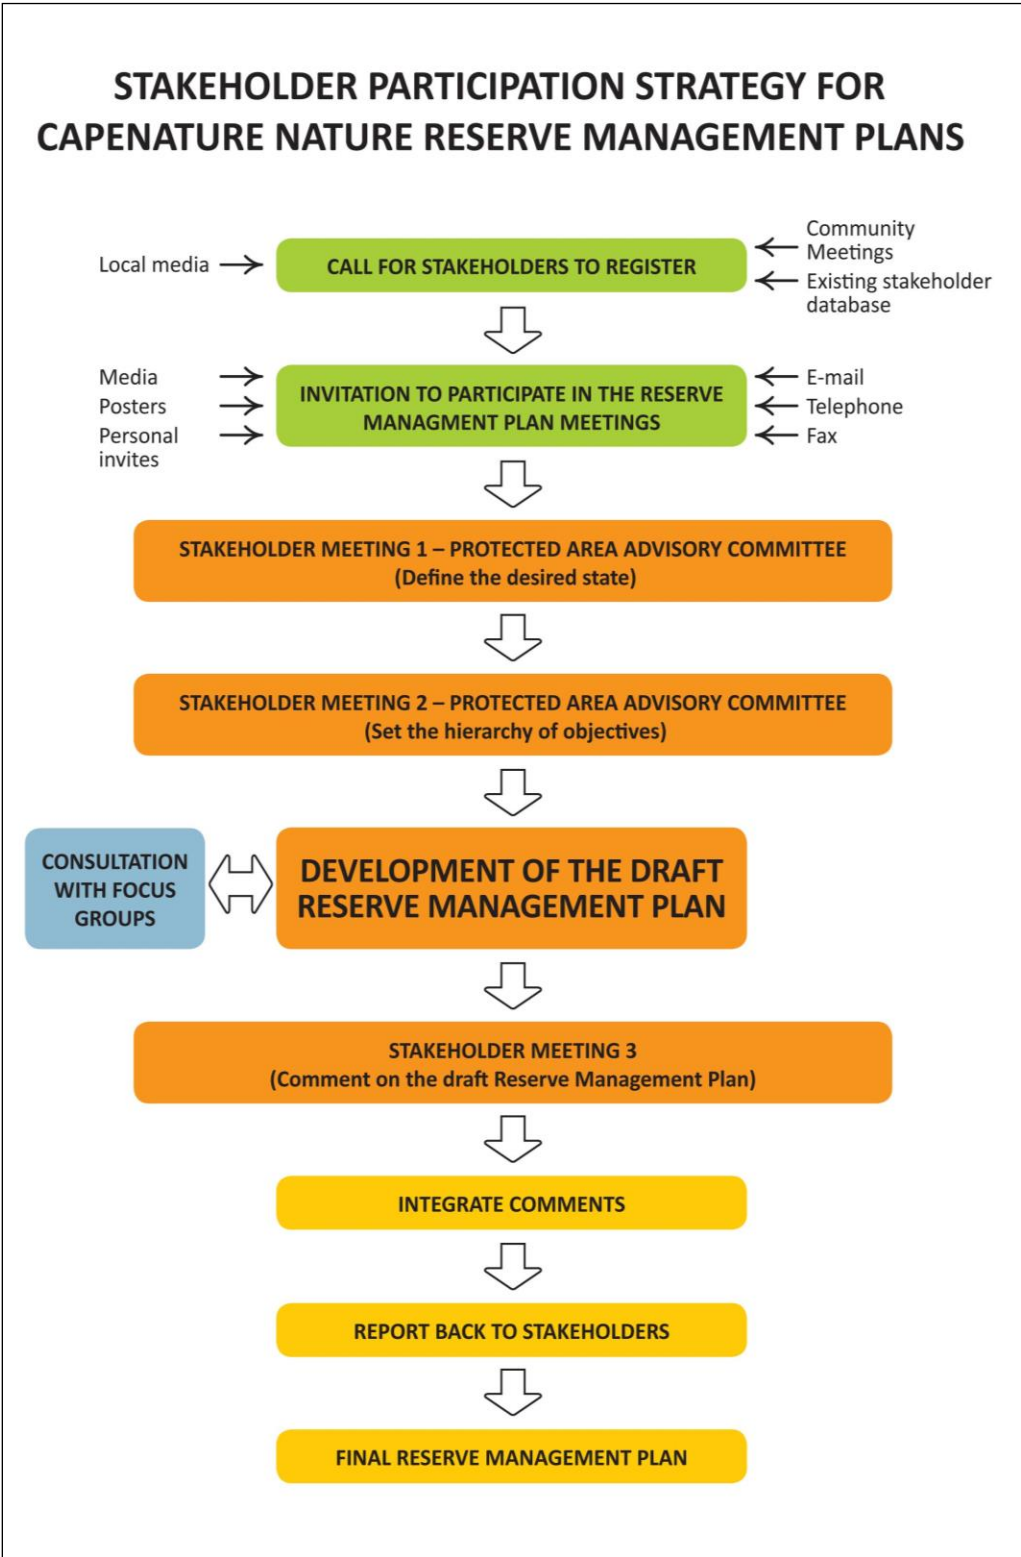 STAKEHOLDER PARTICIPATION STRATEGY FOR
CAPENATURE NATURE RESERVE MANAGEMENT PLANS
Local media
CALL FOR STAKEHOLDERS TO REGISTER
Community
Meetings
Existing stakeholder
database
Media
Posters
Personal
invites
INVITATION TO PARTICIPATE IN THE RESERVE
MANAGMENT PLAN MEETINGS
E-mail
Telephone
Fax
STAKEHOLDER MEETING 1 – PROTECTED AREA ADVISORY COMMITTEE
(Define the desired state)
STAKEHOLDER MEETING 2 – PROTECTED AREA ADVISORY COMMITTEE
(Set the hierarchy of objectives)
CONSULTATION
WITH FOCUS
GROUPS
DEVELOPMENT OF THE DRAFT
RESERVE MANAGEMENT PLAN
STAKEHOLDER MEETING 3
(Comment on the draft Reserve Management Plan)
INTEGRATE COMMENTS
REPORT BACK TO STAKEHOLDERS
FINAL RESERVE MANAGEMENT PLAN